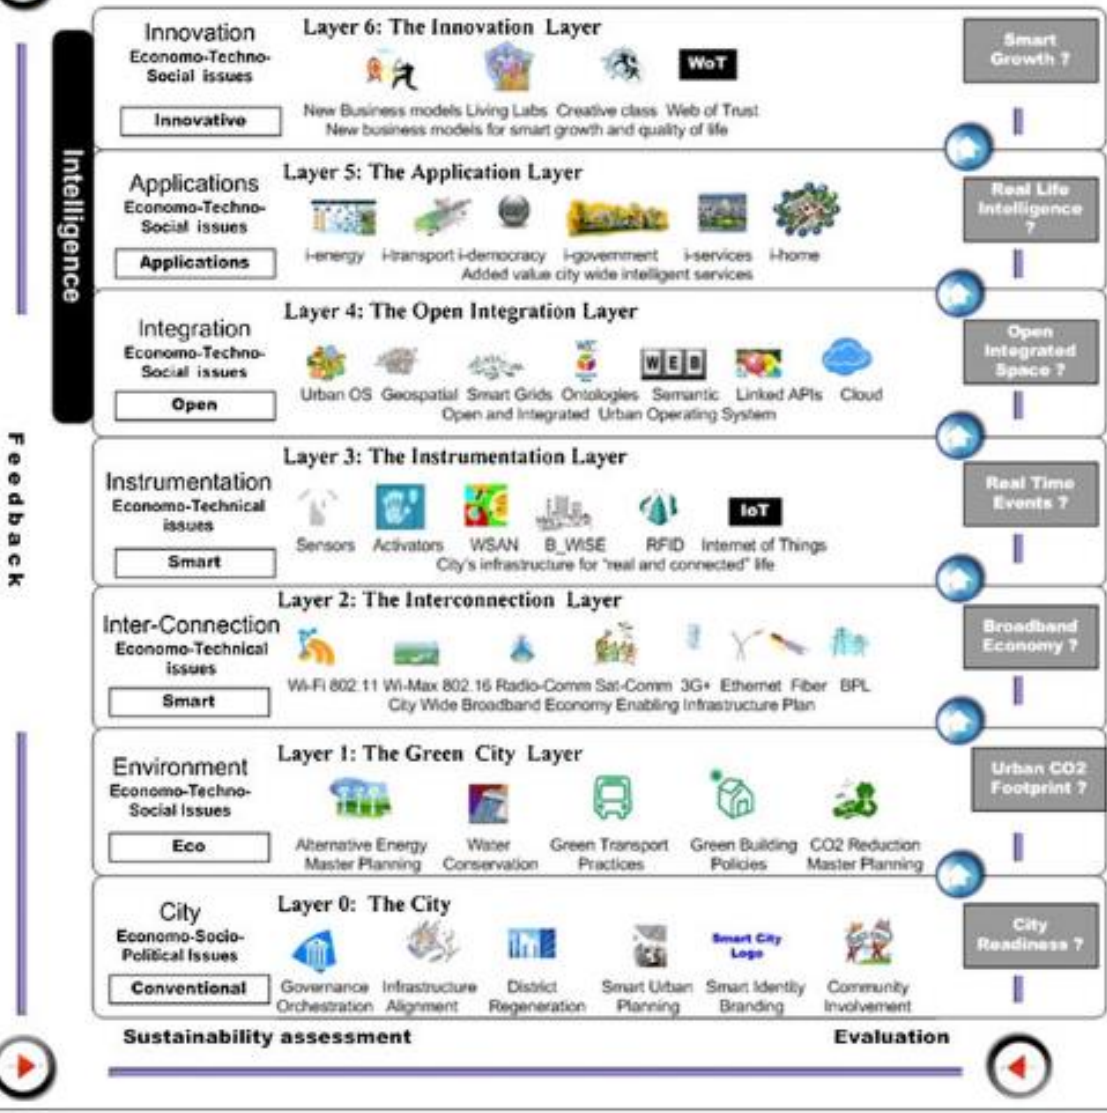 Innovation
Economo-Techno-
Social issues
Innovative
Layer 6: The Innovation Layer
WoT
New Business models Living Labs Creative class Web of Trust
New business models for smart growth and quality of life
Smart
Growth ?
Intelligence
Applications
Economo-Techno-
Social issues
Applications
Layer 5: The Application Layer
i-energy i-transport i-democracy i-government i-services i-home
Added value city wide intelligent services
Real Life
Intelligence
?
Integration
Economo-Techno-
Social issues
Open
Layer 4: The Open Integration Layer
WEB
Urban OS Geospatial Smart Grids Ontologies Semantic Linked APIs Cloud
Open and Integrated Urban Operating System
Open
Integrated
Space ?
Feedback
Instrumentation
Economo-Technical
issues
Smart
Layer 3: The Instrumentation Layer
IoT
Sensors Activators WSAN B_WISE RFID Internet of Things
City's infrastructure for "real and connected" life
Real Time
Events ?
Inter-Connection
Economo-Technical
issues
Smart
Layer 2: The Interconnection Layer
Wi-Fi 802.11 Wi-Max 802.16 Radio-Comm Sat-Comm 3G+ Ethernet Fiber BPL
City Wide Broadband Economy Enabling Infrastructure Plan
Broadband
Economy ?
Environment
Economo-Techno-
Social Issues
Eco
Layer 1: The Green City Layer
Alternative Energy Water Green Transport Green Building CO2 Reduction
Master Planning Conservation Practices Policies Master Planning
Urban CO2
Footprint ?
City
Economo-Socio-
Political Issues
Conventional
Layer 0: The City
Smart City
Logo
Governance Infrastructure District Smart Urban Smart Identity Community
Orchestration Alignment Regeneration Planning Branding Involvement
City
Readiness ?
Sustainability assessment
Evaluation